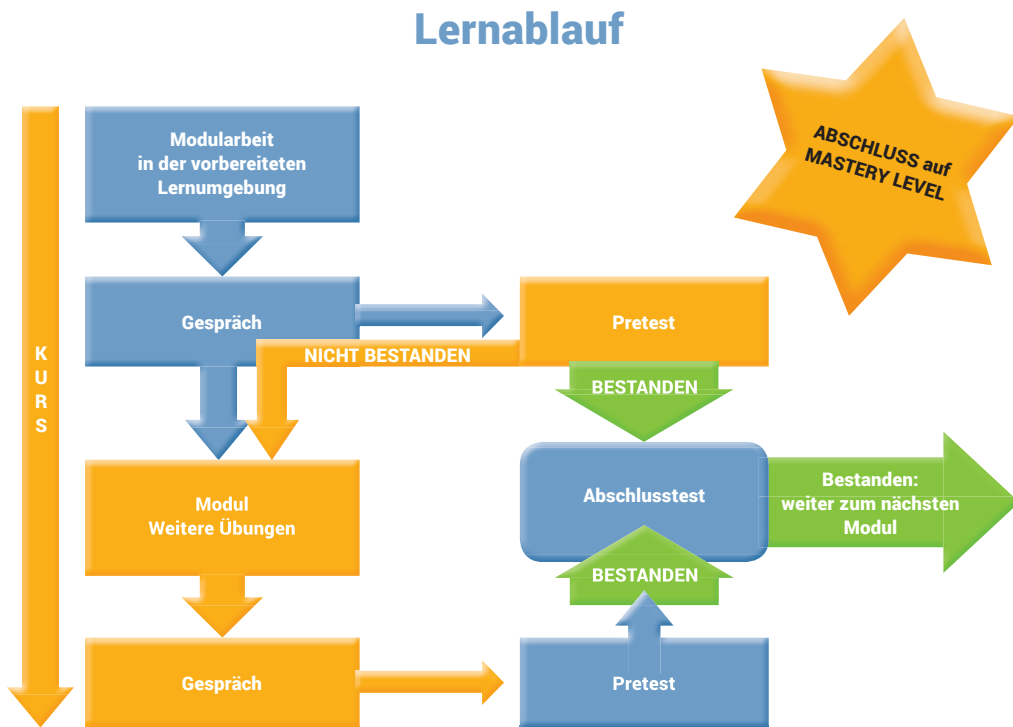 Lernablauf
ABSCHLUSS auf
MASTERY LEVEL
Modularbeit
in der vorbereiteten
Lernumgebung
Gespräch
Pretest
NICHT BESTANDEN
KURS
BESTANDEN
Modul
Weitere Übungen
Abschlusstest
Bestanden:
weiter zum nächsten
Modul
BESTANDEN
Gespräch
Pretest